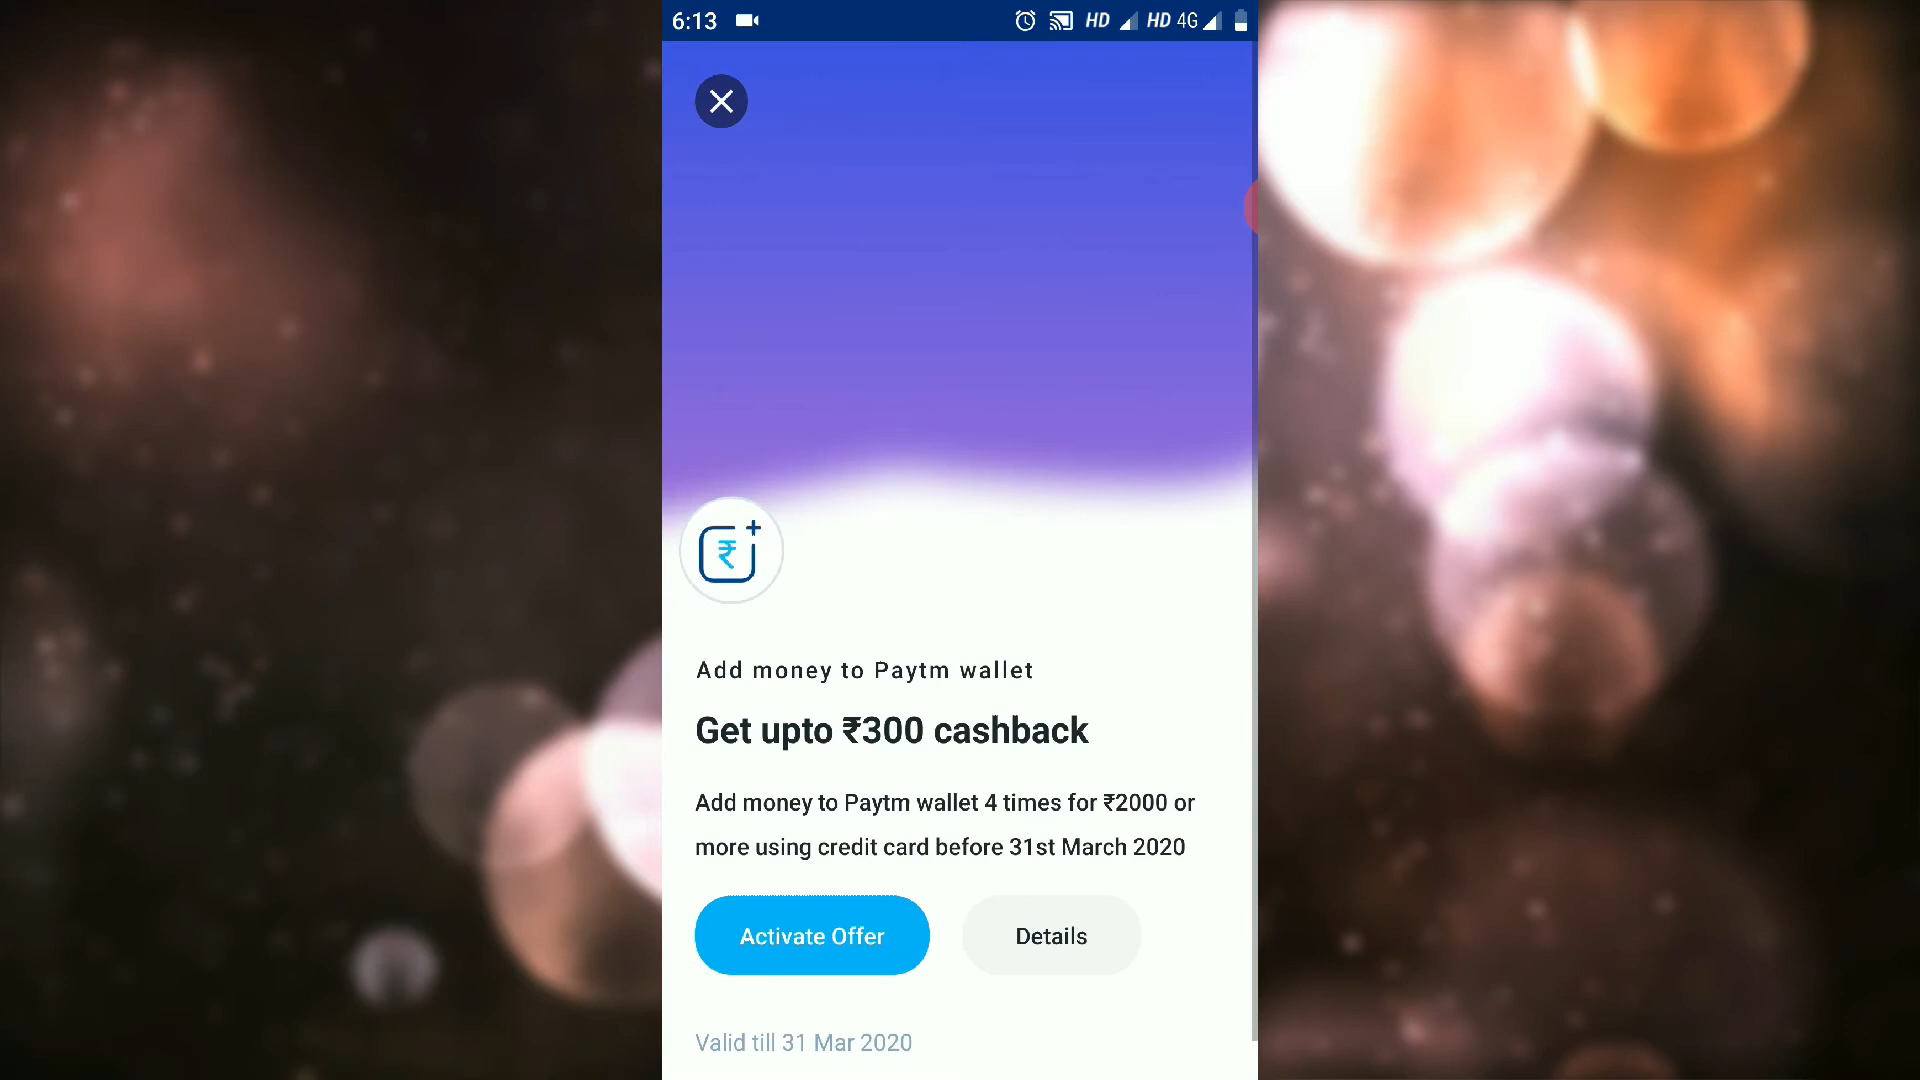 6:13 HD HD 4G
₹
Add money to Paytm wallet
Get upto ₹300 cashback
Add money to Paytm wallet 4 times for ₹2000 or
more using credit card before 31st March 2020
Activate Offer Details
Valid till 31 Mar 2020